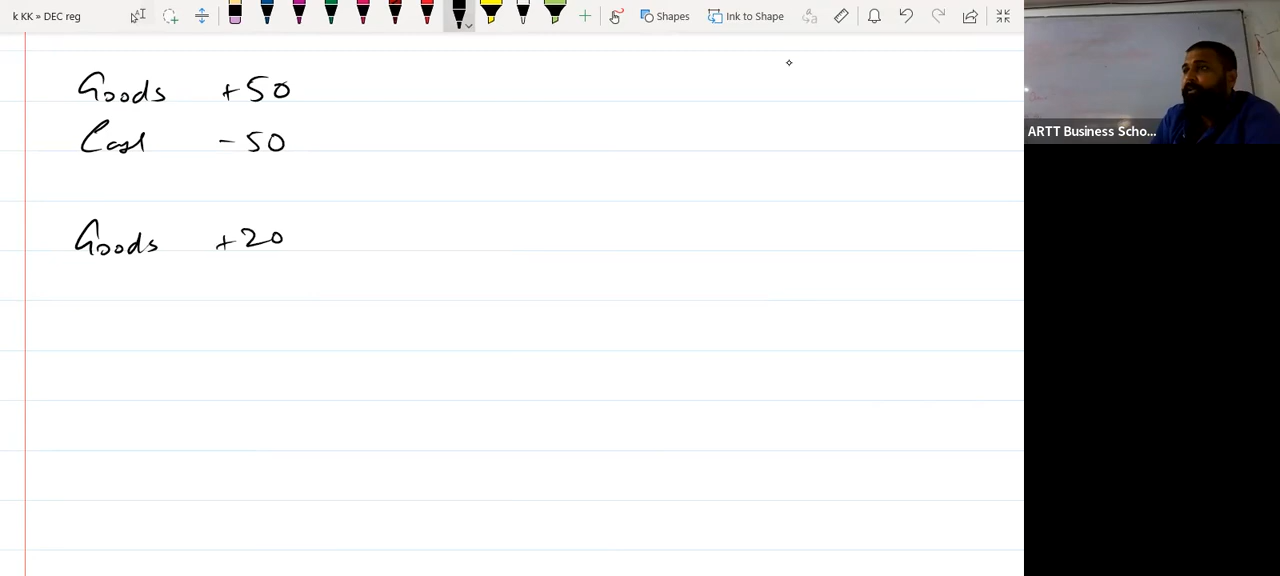 k KK » DEC reg
Shapes
Ink to Shape
Goods +50
Cash - 50
Goods +20
ARTT Business Scho...